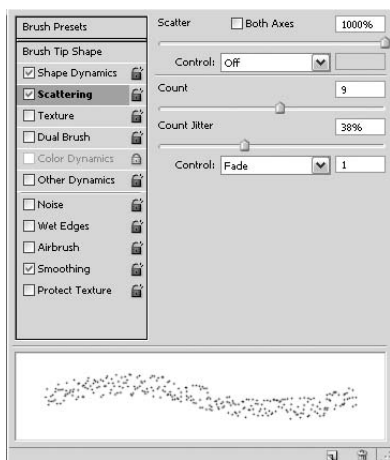 Brush Presets
Brush Tip Shape
Shape Dynamics
Scattering
Texture
Dual Brush
Color Dynamics
Other Dynamics
Noise
Wet Edges
Airbrush
Smoothing
Protect Texture
Scatter Both Axes 1000%
Control: Off
Count 9
Count Jitter 38%
Control: Fade 1